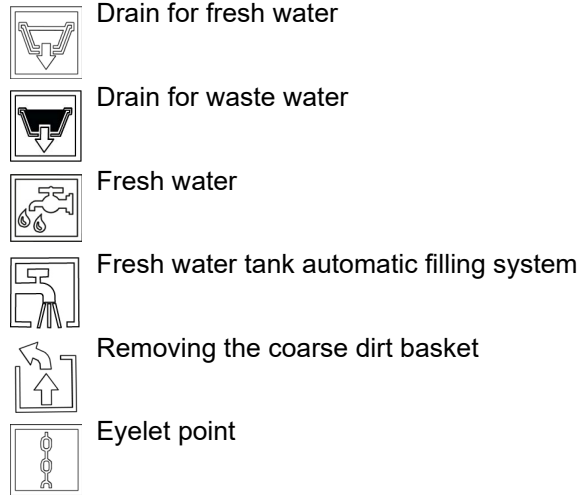 Drain for fresh water
Drain for waste water
Fresh water
Fresh water tank automatic filling system
Removing the coarse dirt basket
Eyelet point